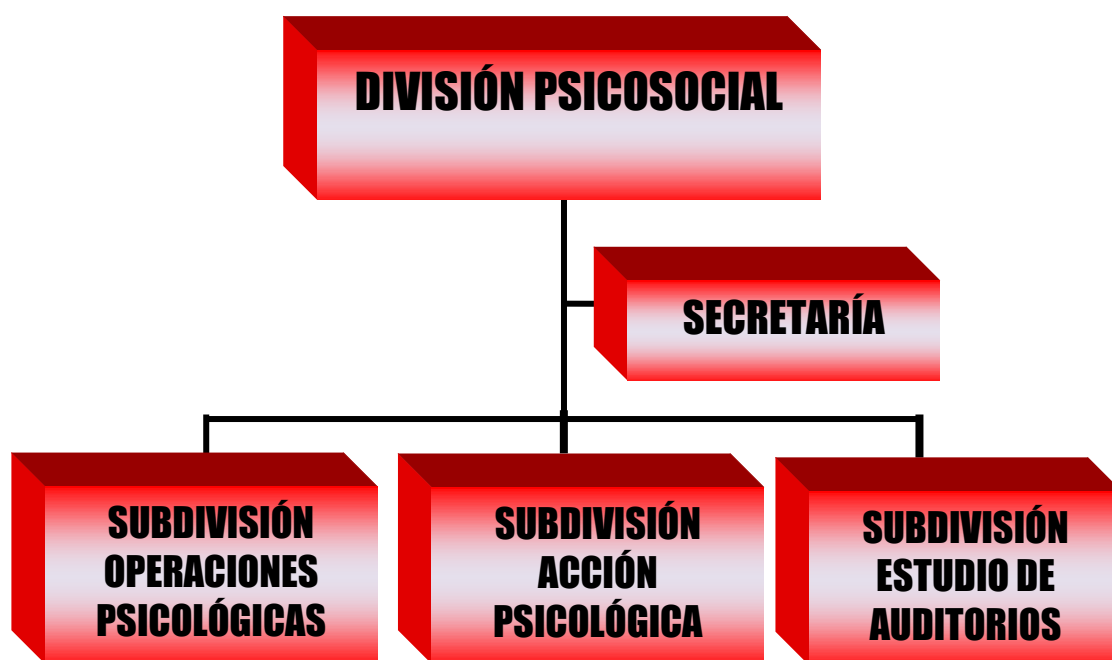 DIVISIÓN PSICOSOCIAL
SECRETARÍA
SUBDIVISIÓN
OPERACIONES
PSICOLÓGICAS
SUBDIVISIÓN
ACCIÓN
PSICOLÓGICA
SUBDIVISIÓN
ESTUDIO DE
AUDITORIOS